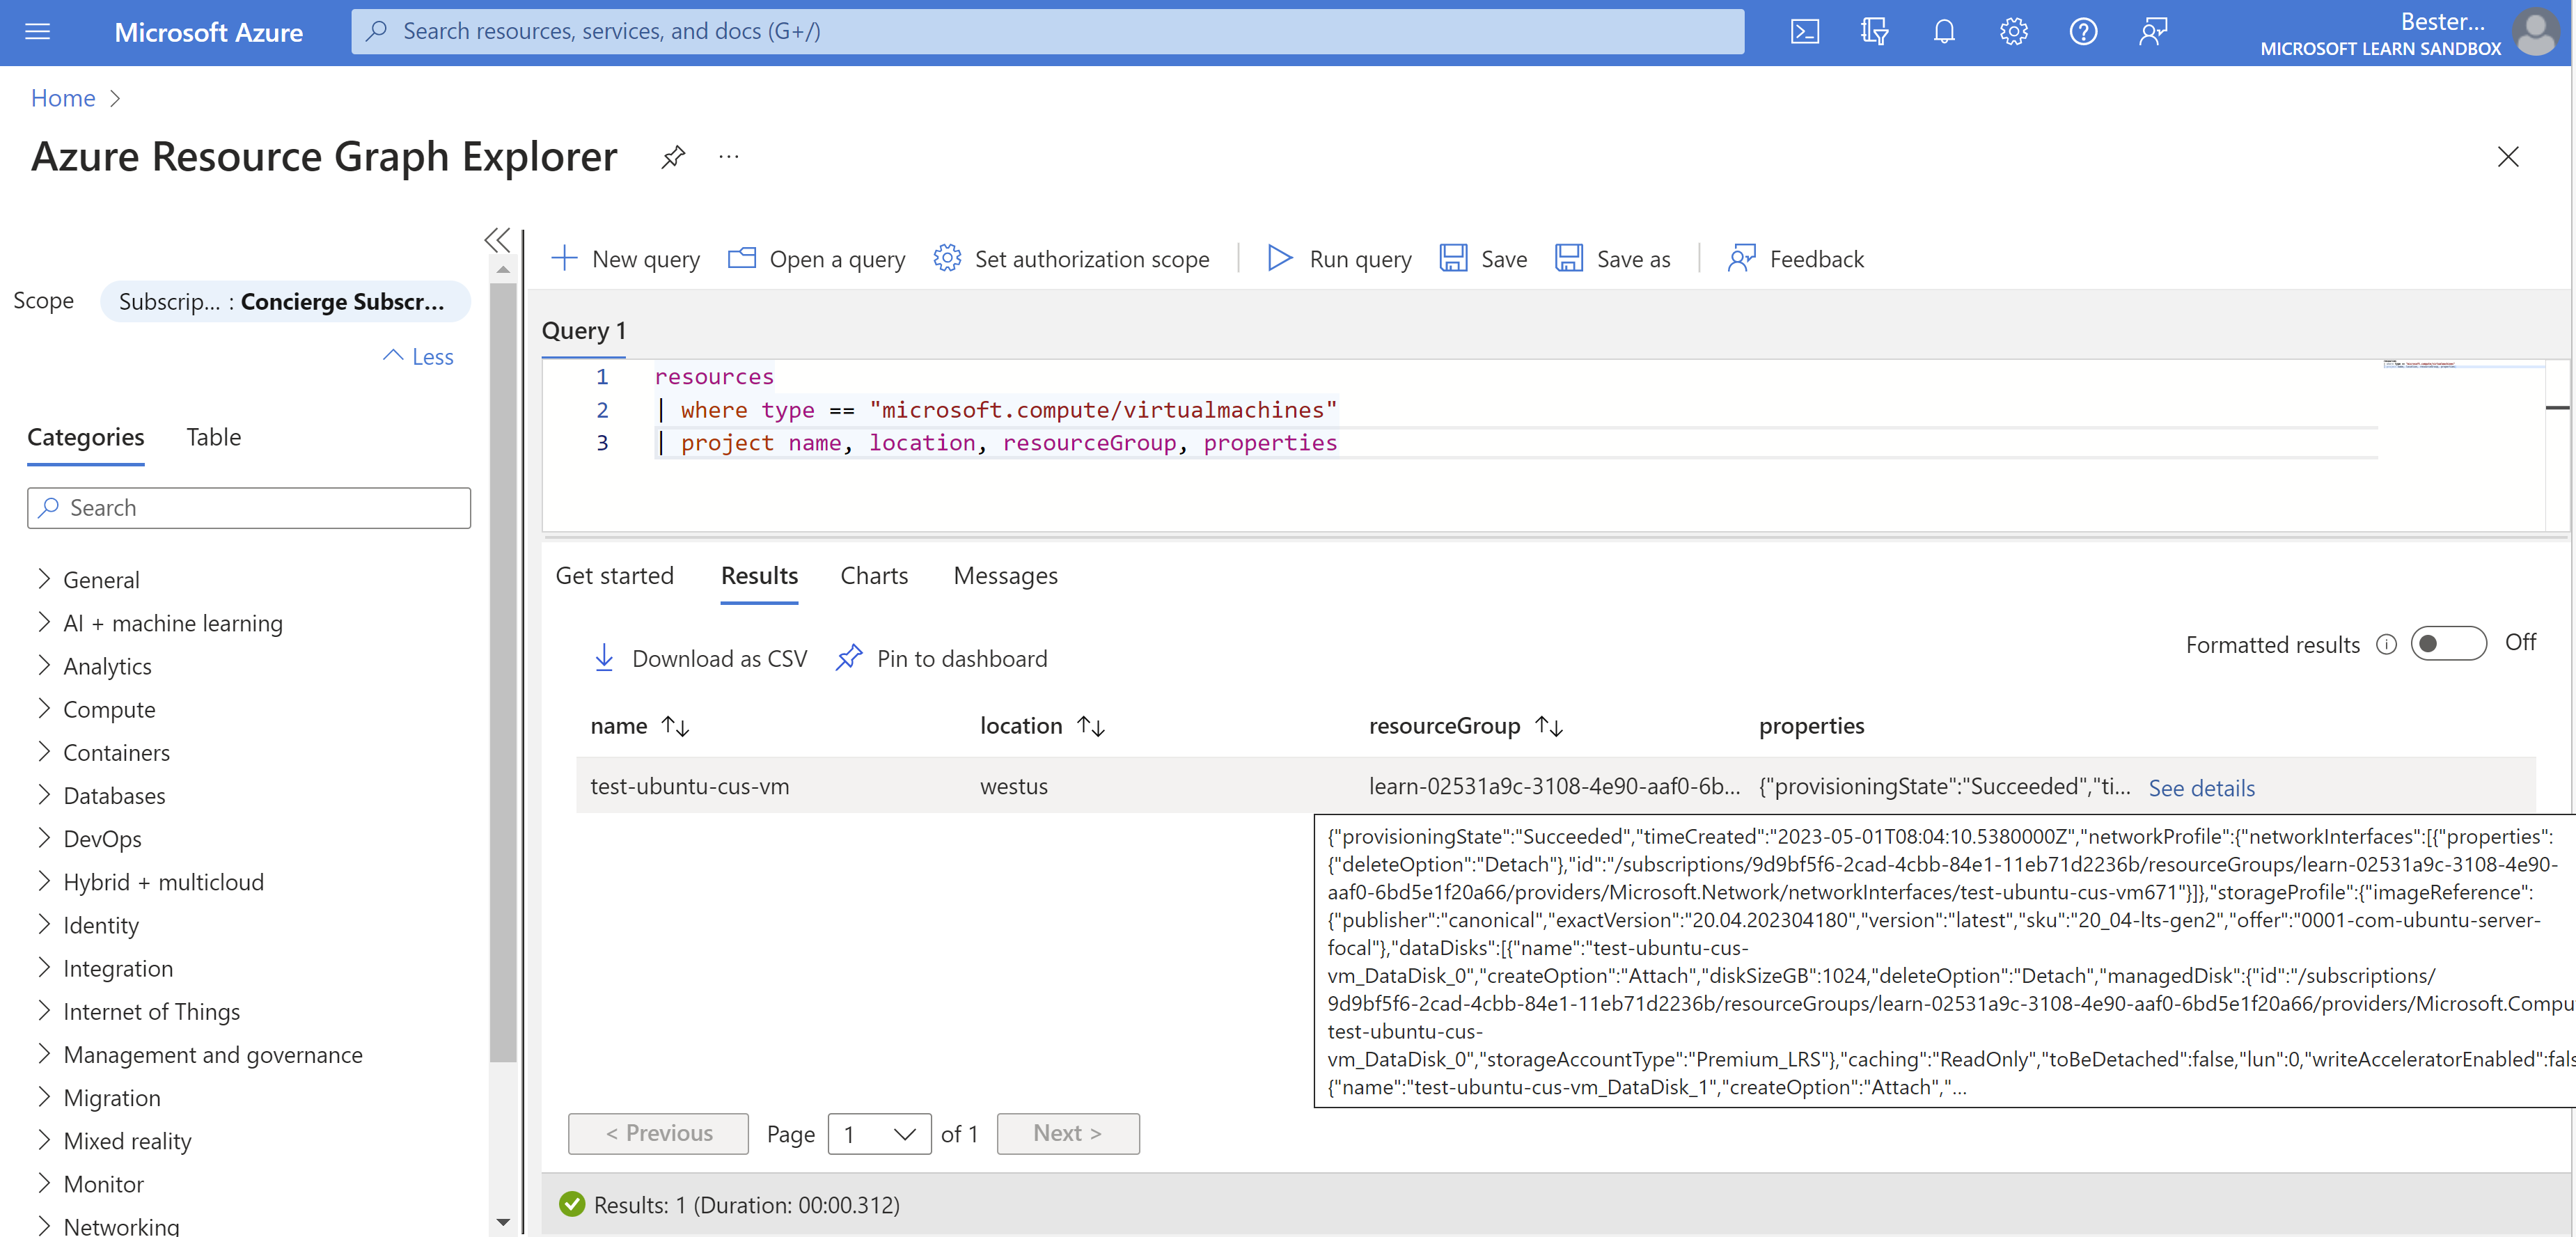 Microsoft Azure
Search resources, services, and docs (G+/)
Bester...
MICROSOFT LEARN SANDBOX
Home
Azure Resource Graph Explorer
Scope
Subscrip... : Concierge Subscr...
Less
Categories Table
Search
General
AI + machine learning
Analytics
Compute
Containers
Databases
DevOps
Hybrid + multicloud
Identity
Integration
Internet of Things
Management and governance
Migration
Mixed reality
Monitor
Networking
New query Open a query Set authorization scope Run query Save Save as Feedback
Query 1
1 resources
2 | where type == "microsoft.compute/virtualmachines"
3 | project name, location, resourceGroup, properties
Get started Results Charts Messages
Download as CSV Pin to dashboard
Formatted results Off
name location resourceGroup properties
test-ubuntu-cus-vm westus learn-02531a9c-3108-4e90-aaf0-6b... {"provisioningState":"Succeeded","ti... See details
{"provisioningState":"Succeeded","timeCreated":"2023-05-01T08:04:10.5380000Z","networkProfile":{"networkInterfaces":[{"properties":
{"deleteOption":"Detach"},"id":"/subscriptions/9d9bf5f6-2cad-4cbb-84e1-11eb71d2236b/resourceGroups/learn-02531a9c-3108-4e90-
aaf0-6bd5e1f20a66/providers/Microsoft.Network/networkInterfaces/test-ubuntu-cus-vm671"}]},"storageProfile":{"imageReference":
{"publisher":"canonical","exactVersion":"20.04.202304180","version":"latest","sku":"20_04-lts-gen2","offer":"0001-com-ubuntu-server-
focal"},"dataDisks":[{"name":"test-ubuntu-cus-
vm_DataDisk_0","createOption":"Attach","diskSizeGB":1024,"deleteOption":"Detach","managedDisk":{"id":"/subscriptions/
9d9bf5f6-2cad-4cbb-84e1-11eb71d2236b/resourceGroups/learn-02531a9c-3108-4e90-aaf0-6bd5e1f20a66/providers/Microsoft.Compu
test-ubuntu-cus-
vm_DataDisk_0","storageAccountType":"Premium_LRS"},"caching":"ReadOnly","toBeDetached":false,"lun":0,"writeAcceleratorEnabled":fals
{"name":"test-ubuntu-cus-vm_DataDisk_1","createOption":"Attach","...
< Previous Page 1 of 1 Next >
Results: 1 (Duration: 00:00.312)